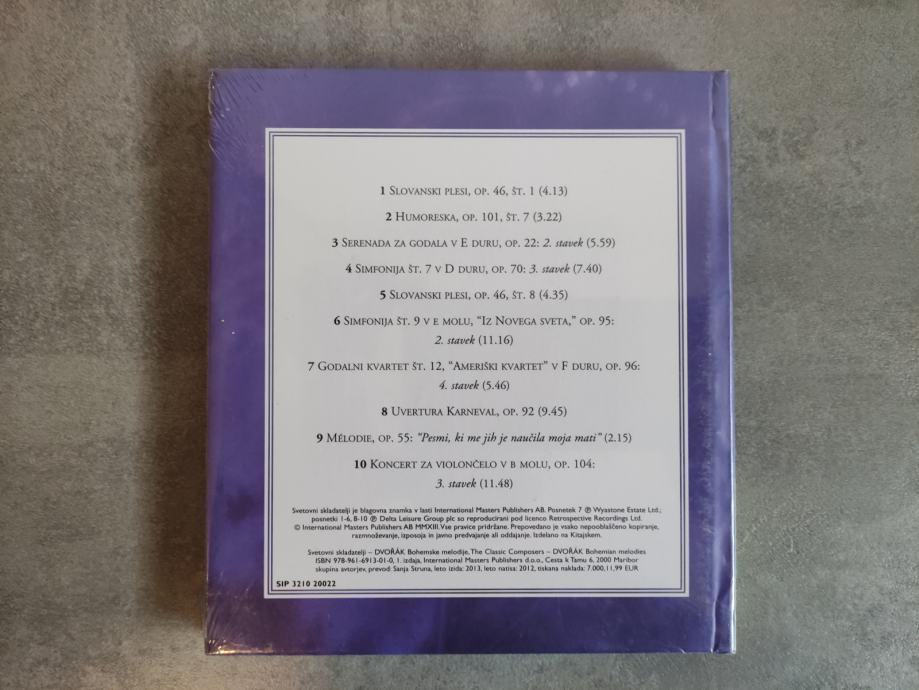 1 Slovanski plesi, op. 46, št. 1 (4.13)
2 Humoreska, op. 101, št. 7 (3.22)
3 Serenada za godala v E duru, op. 22: 2. stavek (5.59)
4 Simfonija št. 7 v D duru, op. 70: 3. stavek (7.40)
5 Slovanski plesi, op. 46, št. 8 (4.35)
6 Simfonija št. 9 v e molu, “Iz Novega sveta,” op. 95:
2. stavek (11.16)
7 Godalni kvartet št. 12, “Ameriški kvartet” v F duru, op. 96:
4. stavek (5.46)
8 Uvertura Karneval, op. 92 (9.45)
9 Mélodie, op. 55: “Pesmi, ki me jih je naučila moja mati” (2.15)
10 Koncert za violončelo v b molu, op. 104:
3. stavek (11.48)
Svetovni skladatelji je blagovna znamka v lasti International Masters Publishers AB. Posnetek 7 ℗ Wyastone Estate Ltd.;
posnetki 1-6, 8-10 ℗ Delta Leisure Group plc so reproducirani pod licenco Retrospective Recordings Ltd.
© International Masters Publishers AB MMXIII. Vse pravice pridržane. Prepovedano je vsako nepooblaščeno kopiranje,
razmnoževanje, izposoja in javno predvajanje ali oddajanje. Izdelano na Kitajskem.
Svetovni skladatelji – DVOŘÁK Bohemske melodije, The Classic Composers – DVOŘÁK Bohemian melodies
ISBN 978-961-6913-01-0, 1. izdaja, International Masters Publishers d.o.o., Cesta k Tamu 6, 2000 Maribor
skupina avtorjev, prevod: Sanja Struna, leto izida: 2013, leto natisa: 2012, tiskana naklada: 7.000, 11,99 EUR
SIP 3210 20022